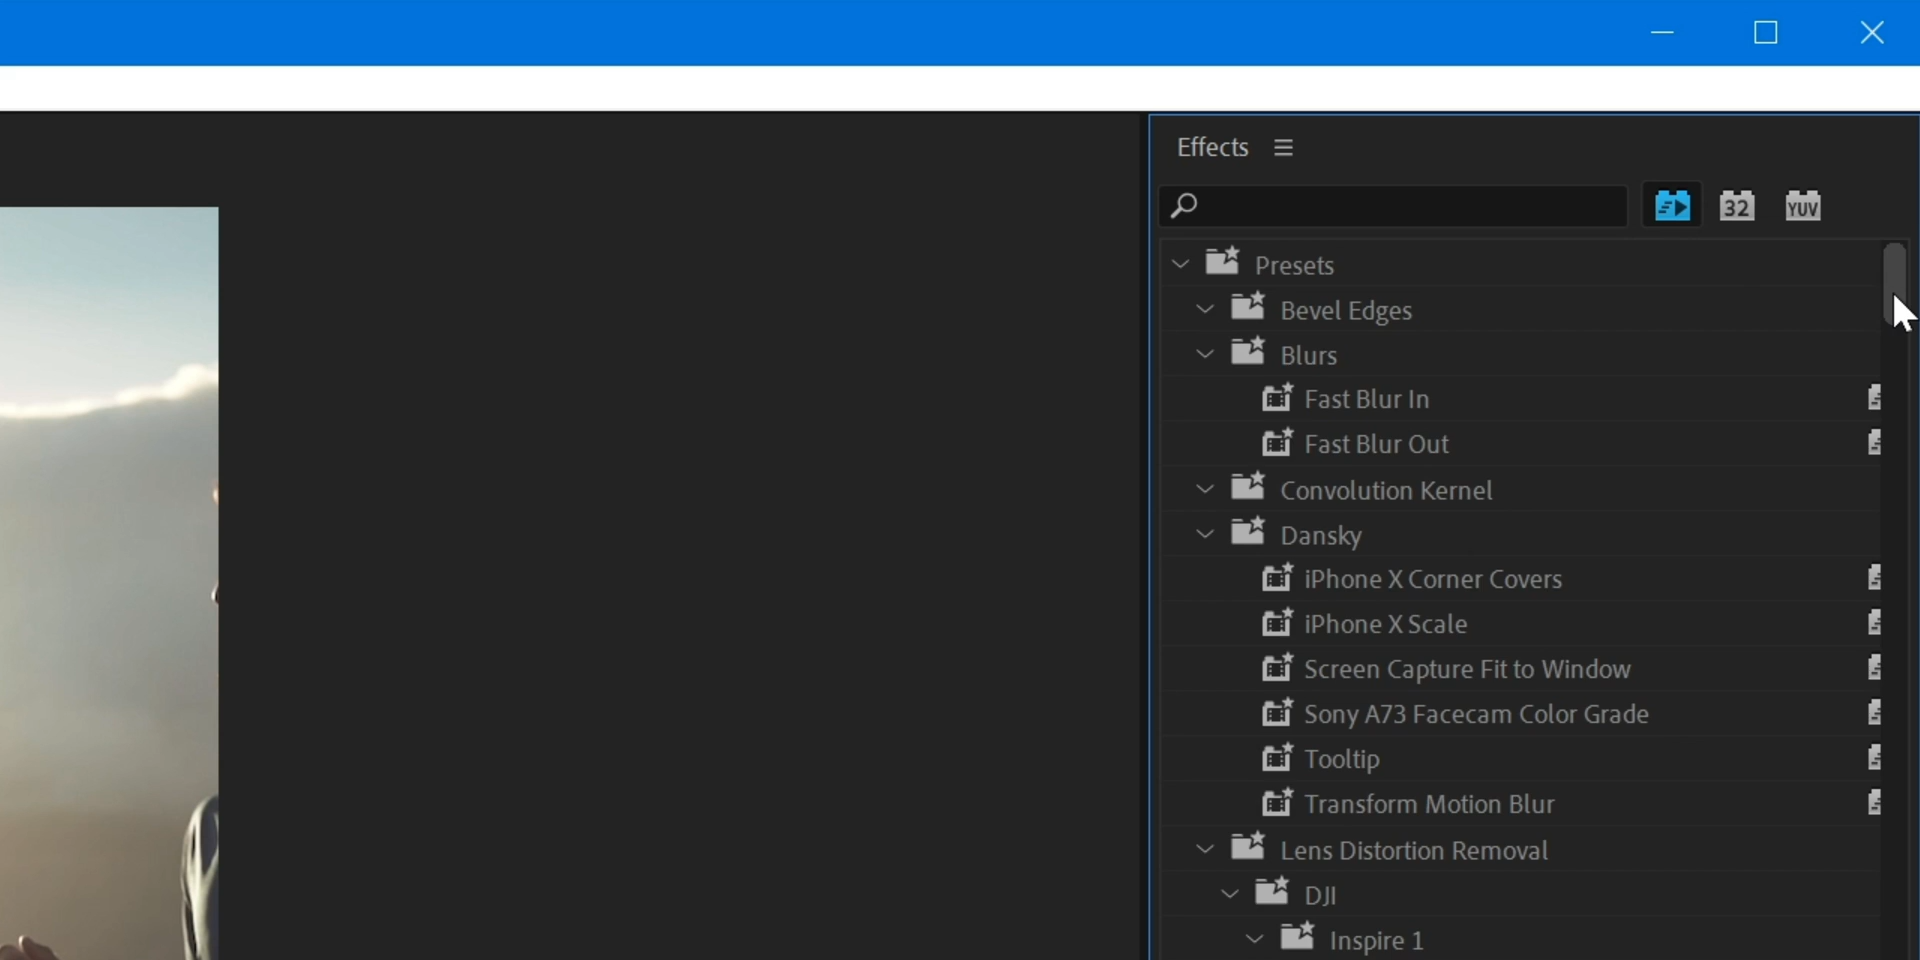 Effects
32
YUV
Presets
Bevel Edges
Blurs
Fast Blur In
Fast Blur Out
Convolution Kernel
Dansky
iPhone X Corner Covers
iPhone X Scale
Screen Capture Fit to Window
Sony A73 Facecam Color Grade
Tooltip
Transform Motion Blur
Lens Distortion Removal
DJI
Inspire 1